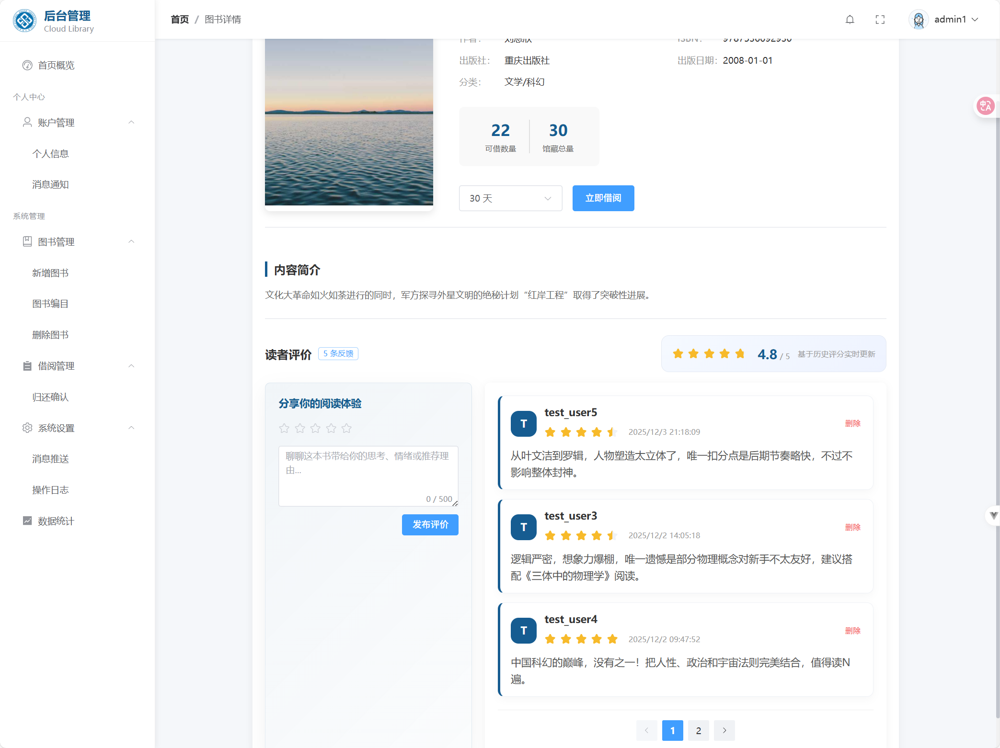 后台管理
Cloud Library
首页 / 图书详情
admin1
首页概览
个人中心
账户管理
个人信息
消息通知
系统管理
图书管理
新增图书
图书编目
删除图书
借阅管理
归还确认
系统设置
消息推送
操作日志
数据统计
作者： 刘慈欣
ISBN： 9787536692930
出版社： 重庆出版社
出版日期： 2008-01-01
分类： 文学/科幻
22
可借数量
30
馆藏总量
30 天
立即借阅
内容简介
文化大革命如火如荼进行的同时，军方探寻外星文明的绝秘计划“红岸工程”取得了突破性进展。
读者评价 5 条反馈
4.8 / 5 基于历史评分实时更新
分享你的阅读体验
聊聊这本书带给你的思考、情绪或推荐理
由...
0 / 500
发布评价
T
test_user5
2025/12/3 21:18:09
删除
从叶文洁到罗辑，人物塑造太立体了，唯一扣分点是后期节奏略快，不过不
影响整体封神。
T
test_user3
2025/12/2 14:05:18
删除
逻辑严密，想象力爆棚，唯一遗憾是部分物理概念对新手不太友好，建议搭
配《三体中的物理学》阅读。
T
test_user4
2025/12/2 09:47:52
删除
中国科幻的巅峰，没有之一！把人性、政治和宇宙法则完美结合，值得读N
遍。
1
2
中A